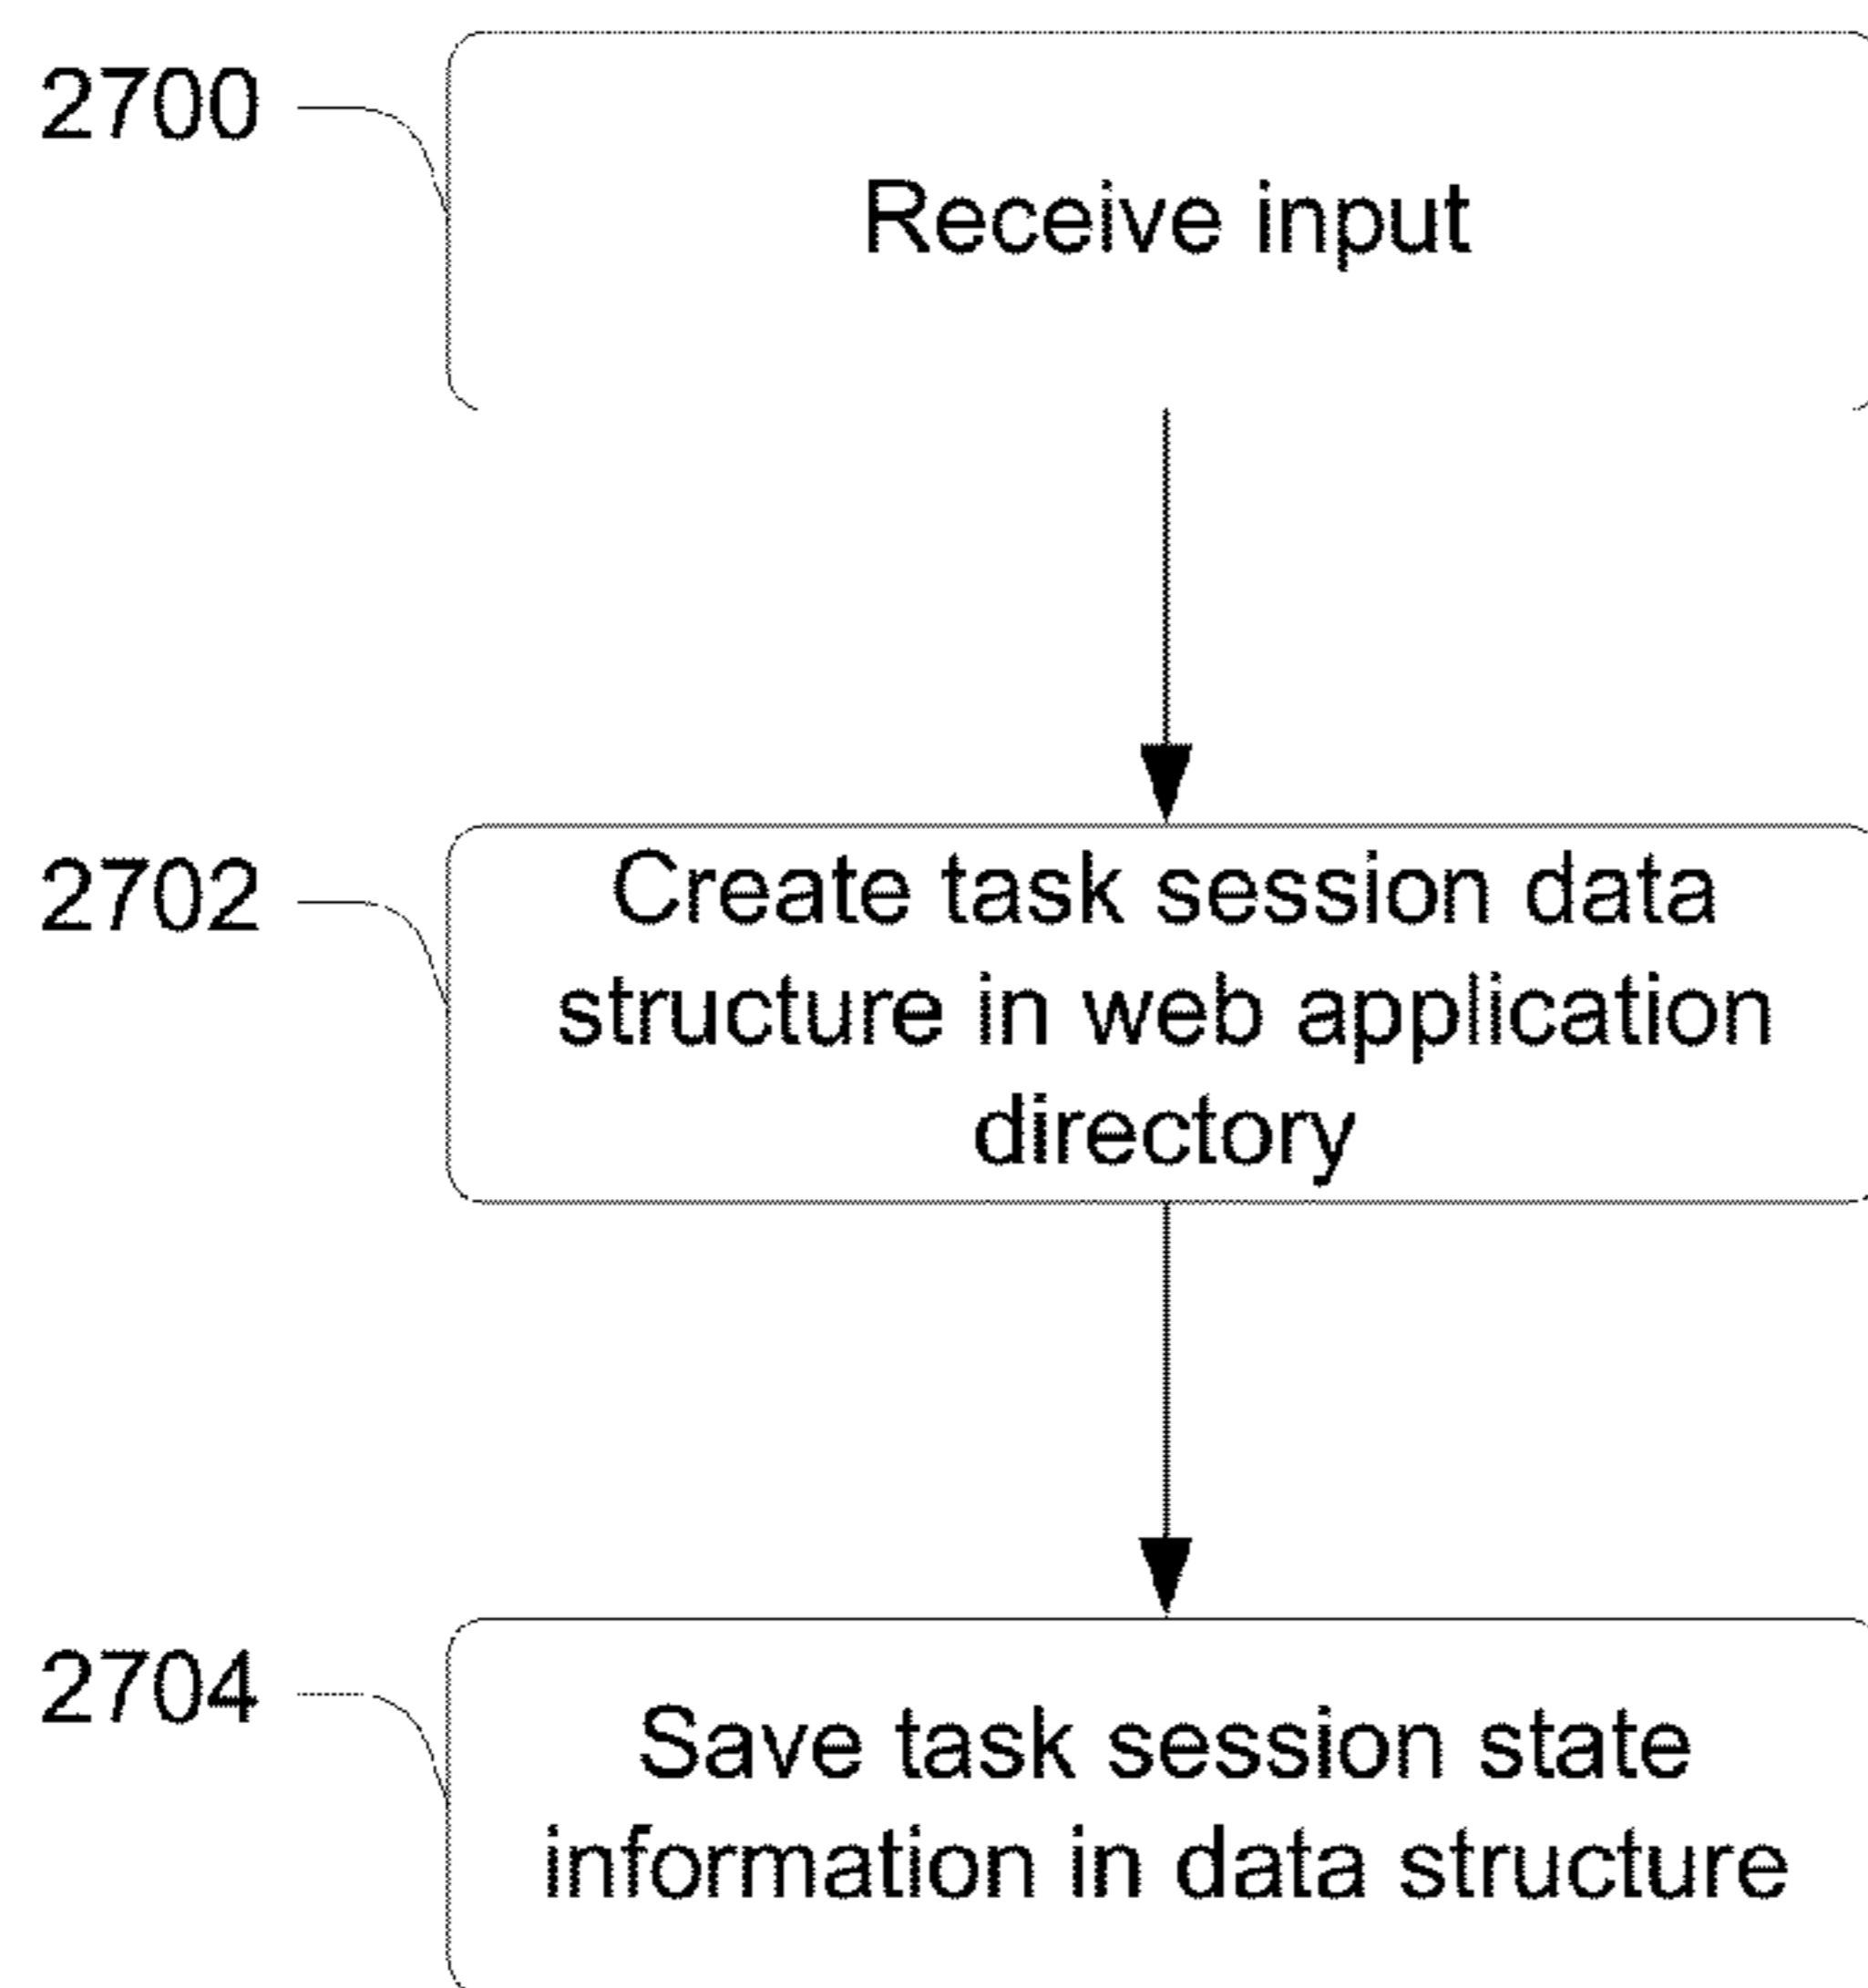 2700
Receive input
2702
Create task session data
structure in web application
directory
2704
Save task session state
information in data structure